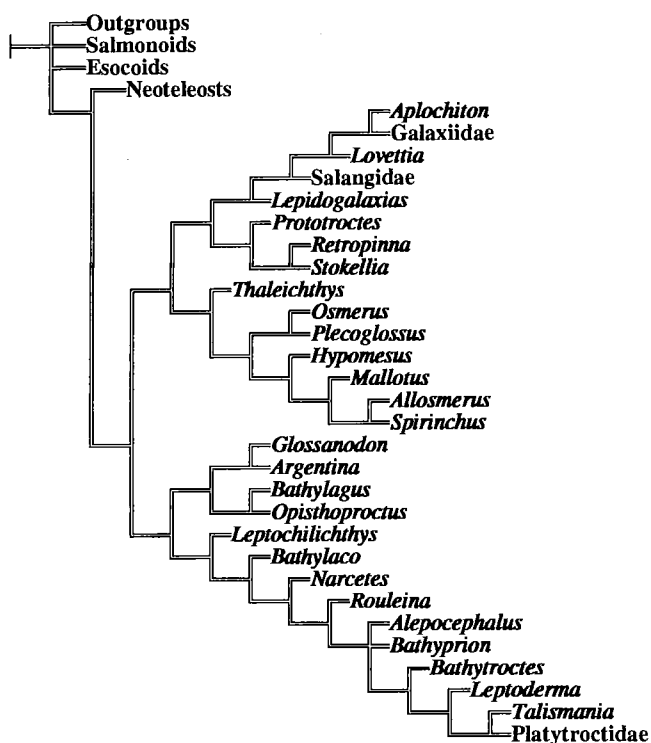 Outgroups
Salmonoids
Esocoids
Neoteleosts
Aplochiton
Galaxiidae
Lovettia
Salangidae
Lepidogalaxias
Prototroctes
Retropinna
Stokellia
Thaleichthys
Osmerus
Plecoglossus
Hypomesus
Mallotus
Allosmerus
Spirinchus
Glossanodon
Argentina
Bathylagus
Opisthoproctus
Leptochilichthys
Bathylaco
Narcetes
Rouleina
Alepocephalus
Bathyprion
Bathytroctes
Leptoderma
Talismania
Platytroctidae